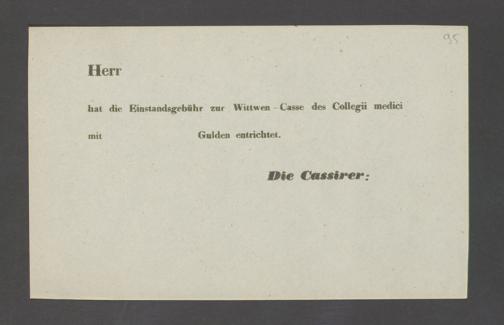 95
Herr
hat die Einstandsgebühr zur Wittwen-Casse des Collegii medici
mit Gulden entrichtet.
Die Cassirer: